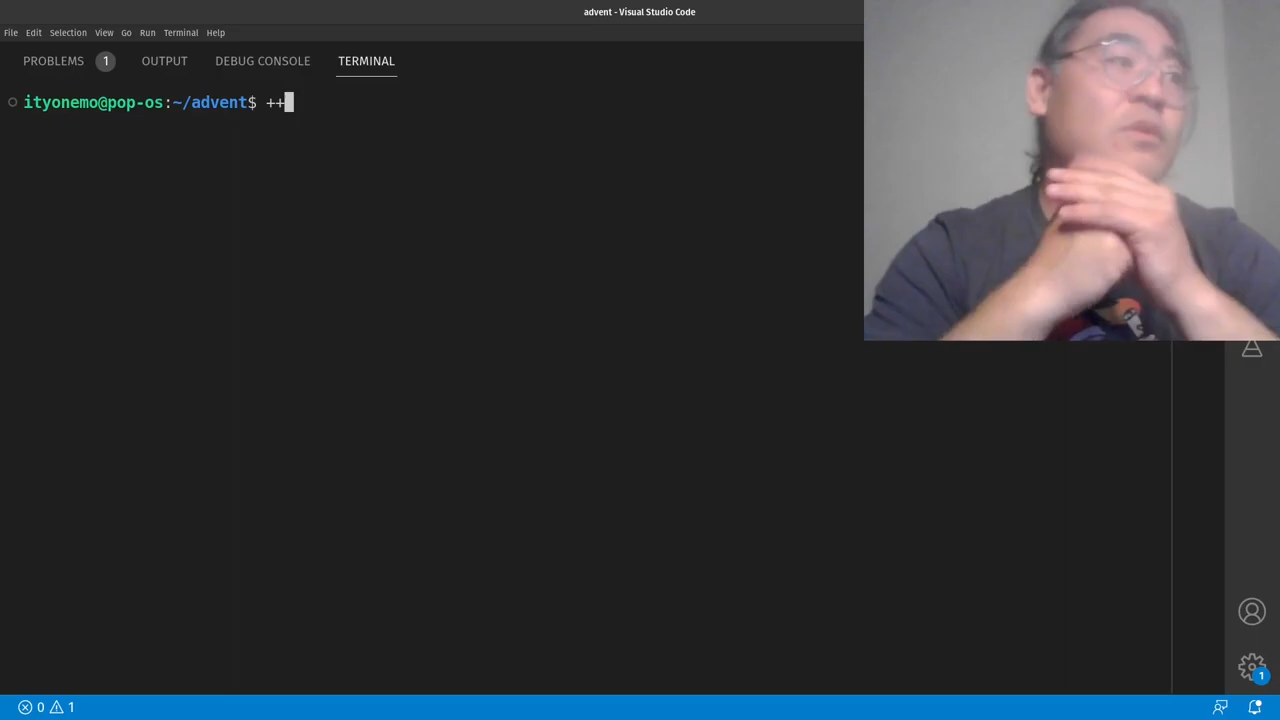 advent - Visual Studio Code
File Edit Selection View Go Run Terminal Help
PROBLEMS 1 OUTPUT DEBUG CONSOLE TERMINAL
ityonemo@pop-os:~/advent$ ++
1
0 1